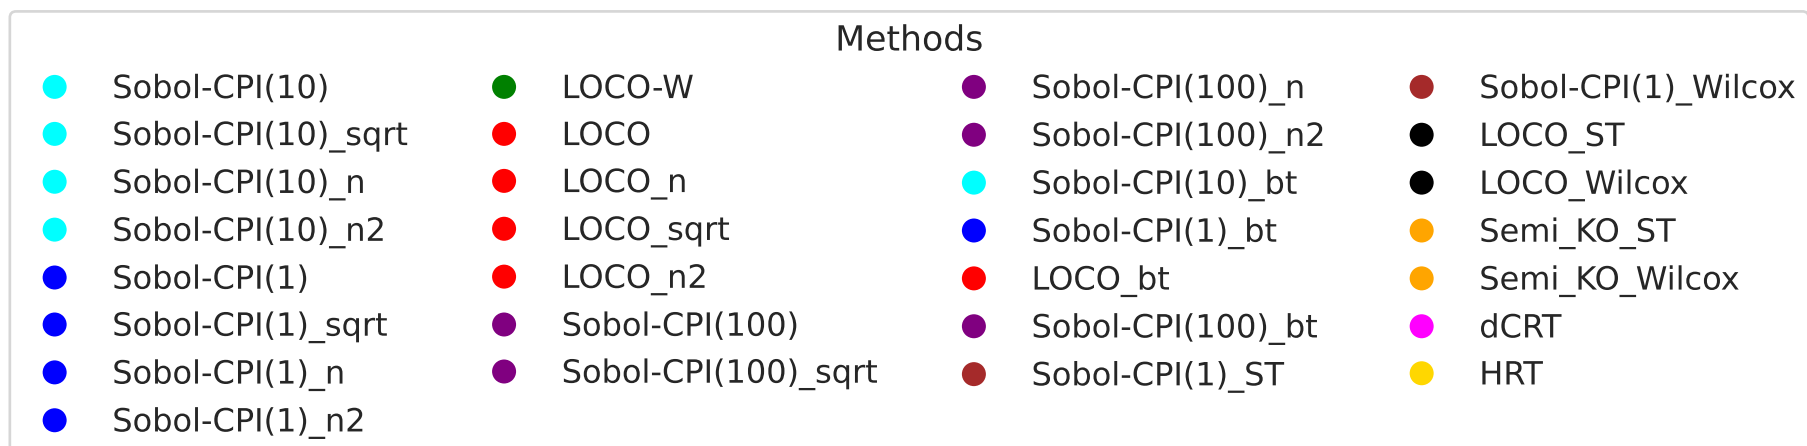 Methods
Sobol-CPI(10)
Sobol-CPI(10)_sqrt
Sobol-CPI(10)_n
Sobol-CPI(10)_n2
Sobol-CPI(1)
Sobol-CPI(1)_sqrt
Sobol-CPI(1)_n
Sobol-CPI(1)_n2
LOCO-W
LOCO
LOCO_n
LOCO_sqrt
LOCO_n2
Sobol-CPI(100)
Sobol-CPI(100)_sqrt
Sobol-CPI(100)_n
Sobol-CPI(100)_n2
Sobol-CPI(10)_bt
Sobol-CPI(1)_bt
LOCO_bt
Sobol-CPI(100)_bt
Sobol-CPI(1)_ST
Sobol-CPI(1)_Wilcox
LOCO_ST
LOCO_Wilcox
Semi_KO_ST
Semi_KO_Wilcox
dCRT
HRT